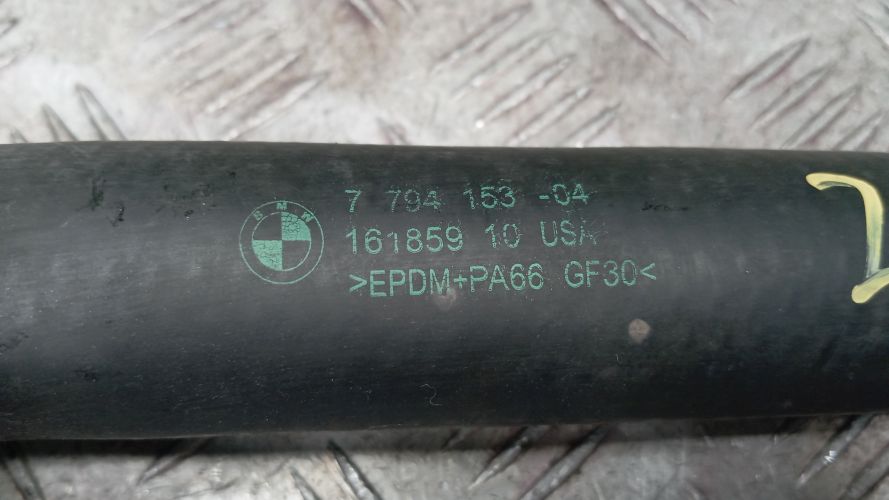 BMW
7 794 153 -04
161859 10 USA
>EPDM+PA66 GF30<